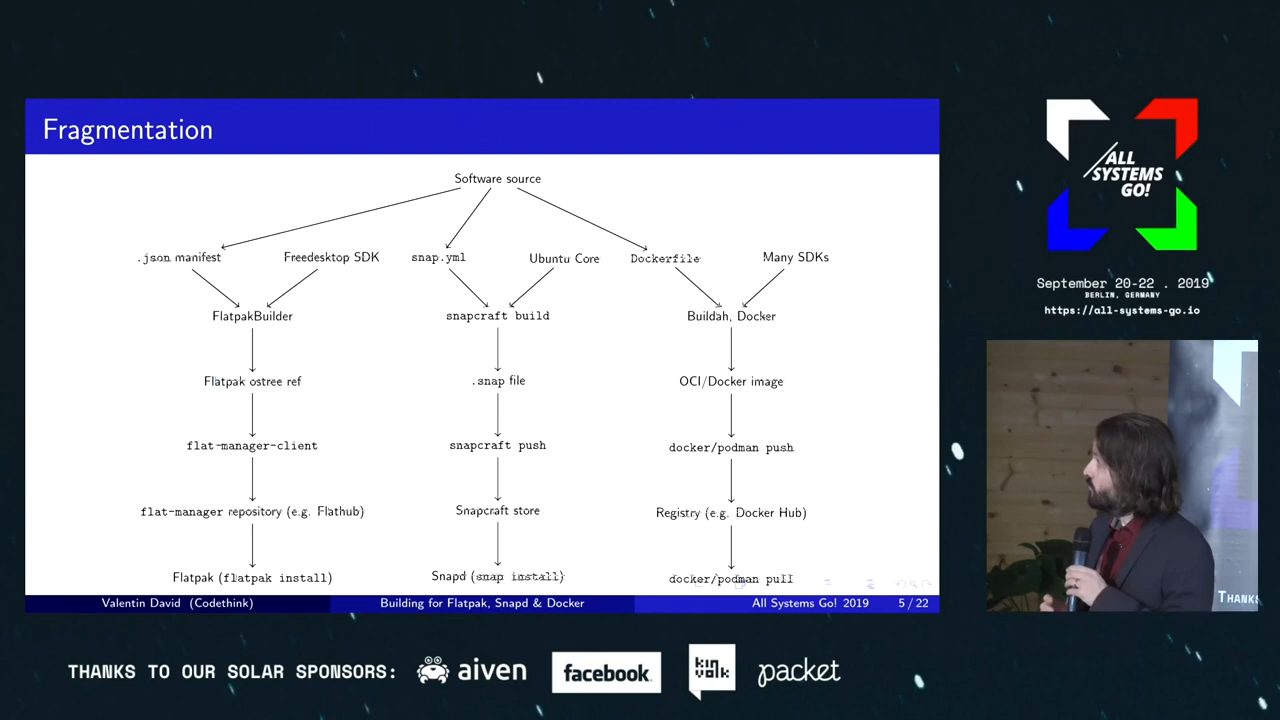 Fragmentation
Software source
.json manifest
Freedesktop SDK
snap.yml
Ubuntu Core
Dockerfile
Many SDKs
FlatpakBuilder
snapcraft build
Buildah, Docker
Flatpak ostree ref
.snap file
OCI/Docker image
flat-manager-client
snapcraft push
docker/podman push
flat-manager repository (e.g. Flathub)
Snapcraft store
Registry (e.g. Docker Hub)
Flatpak (flatpak install)
Snapd (snap install)
docker/podman pull
Valentin David (Codethink)
Building for Flatpak, Snapd & Docker
All Systems Go! 2019
5 / 22
ALL
SYSTEMS
GO!
September 20-22 . 2019
BERLIN, GERMANY
https://all-systems-go.io
THANKS
THANKS TO OUR SOLAR SPONSORS:
aiven
facebook.
kin
volk
packet